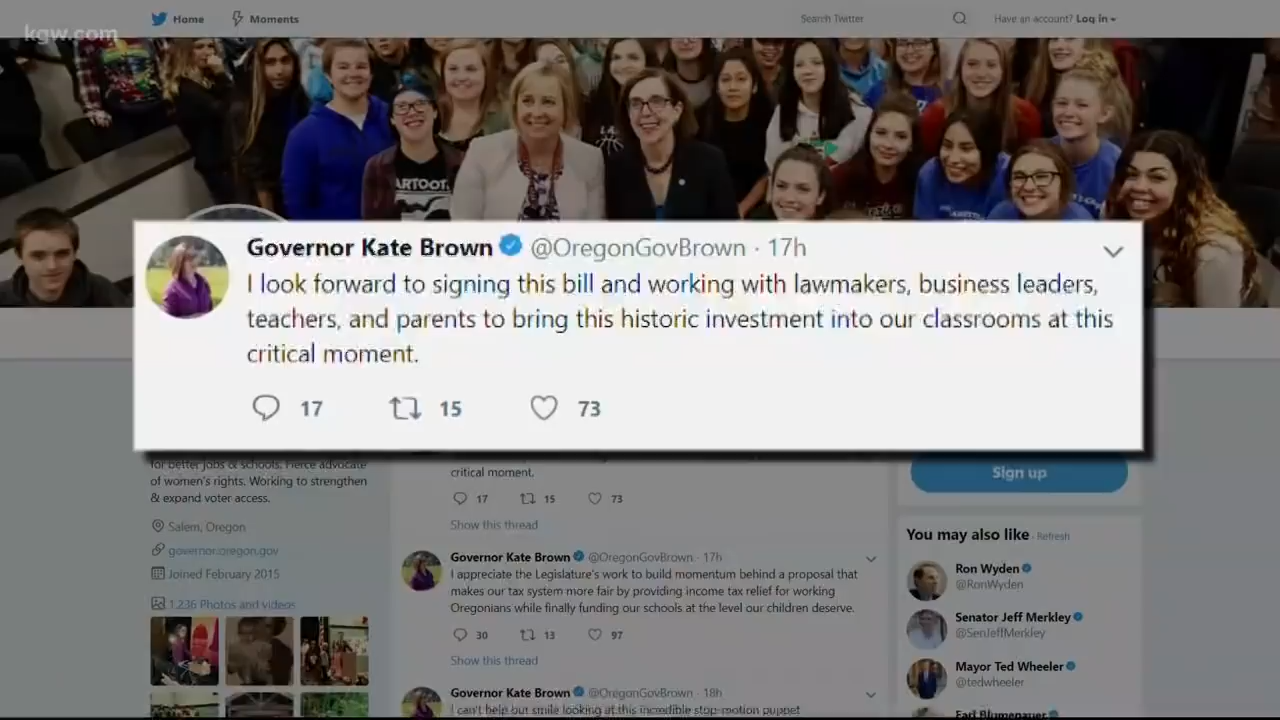 kgw.com
Home
Moments
Search Twitter
Have an account? Log in
Governor Kate Brown @OregonGovBrown · 17h
I look forward to signing this bill and working with lawmakers, business leaders,
teachers, and parents to bring this historic investment into our classrooms at this
critical moment.
17 15 73
for better jobs & schools. Fierce advocate
of women's rights. Working to strengthen
& expand voter access.
Salem, Oregon
governor.oregon.gov
Joined February 2015
1,236 Photos and videos
critical moment.
17 15 73
Show this thread
Governor Kate Brown @OregonGovBrown · 17h
I appreciate the Legislature's work to build momentum behind a proposal that
makes our tax system more fair by providing income tax relief for working
Oregonians while finally funding our schools at the level our children deserve.
30 13 97
Show this thread
Governor Kate Brown @OregonGovBrown · 18h
I can't help but smile looking at this incredible stop-motion puppet
Sign up
You may also like · Refresh
Ron Wyden
@RonWyden
Senator Jeff Merkley
@SenJeffMerkley
Mayor Ted Wheeler
@tedwheeler
Earl Blumenauer